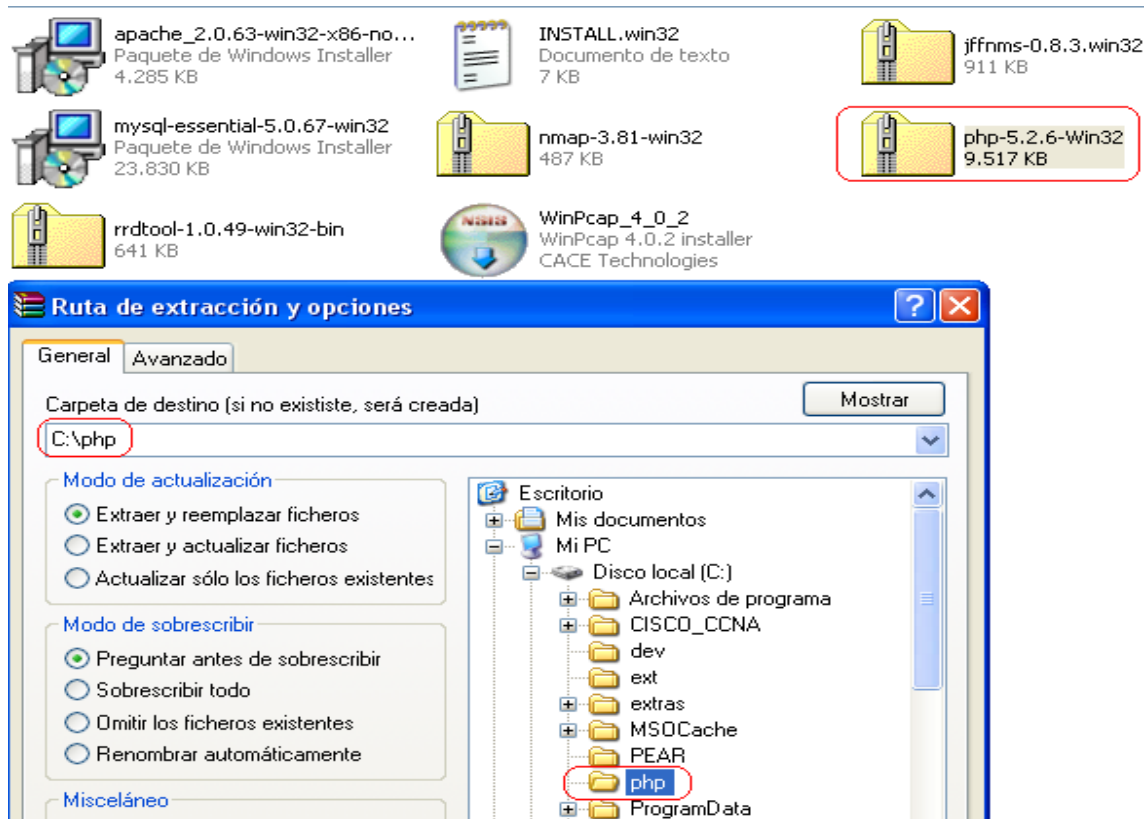 apache_2.0.63-win32-x86-no...
Paquete de Windows Installer
4.285 KB
INSTALL.win32
Documento de texto
7 KB
jffnms-0.8.3.win32
911 KB
mysql-essential-5.0.67-win32
Paquete de Windows Installer
23.830 KB
nmap-3.81-win32
487 KB
php-5.2.6-Win32
9.517 KB
rrdtool-1.0.49-win32-bin
641 KB
NSIS
WinPcap_4_0_2
WinPcap 4.0.2 installer
CACE Technologies
Ruta de extracción y opciones
General
Avanzado
Carpeta de destino (si no exististe, será creada)
Mostrar
C:\php
Modo de actualización
Extraer y reemplazar ficheros
Extraer y actualizar ficheros
Actualizar sólo los ficheros existentes
Modo de sobrescribir
Preguntar antes de sobrescribir
Sobrescribir todo
Omitir los ficheros existentes
Renombrar automáticamente
Misceláneo
Escritorio
Mis documentos
Mi PC
Disco local (C:)
Archivos de programa
CISCO_CCNA
dev
ext
extras
MSOCache
PEAR
php
ProgramData